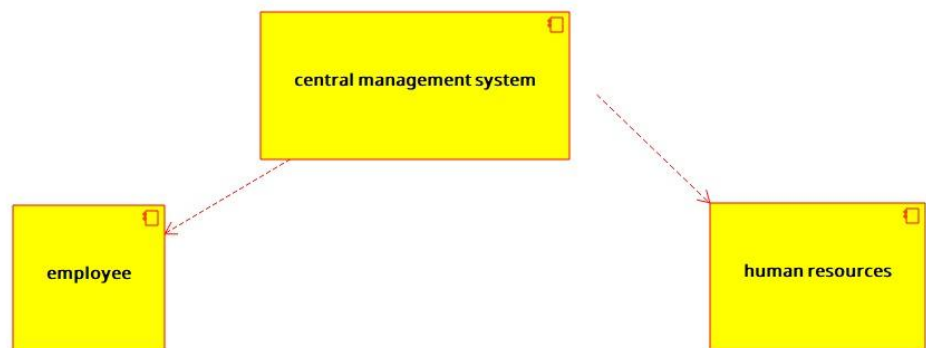 central management system
employee
human resources